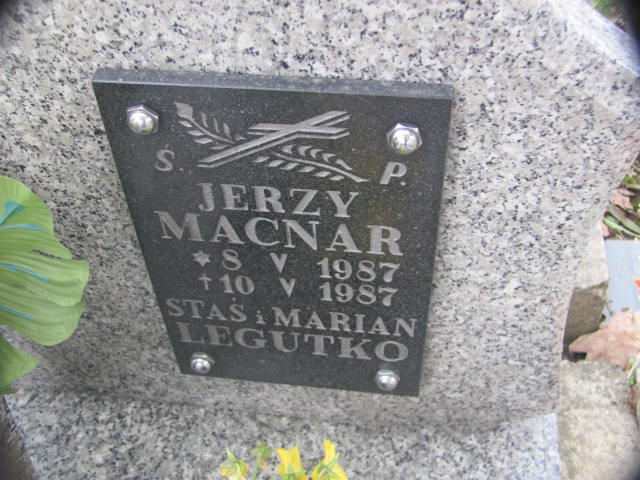 Ś. P.
JERZY
MACNAR
* 8 V 1987
† 10 V 1987
STAŚ i MARIAN
LEGUTKO